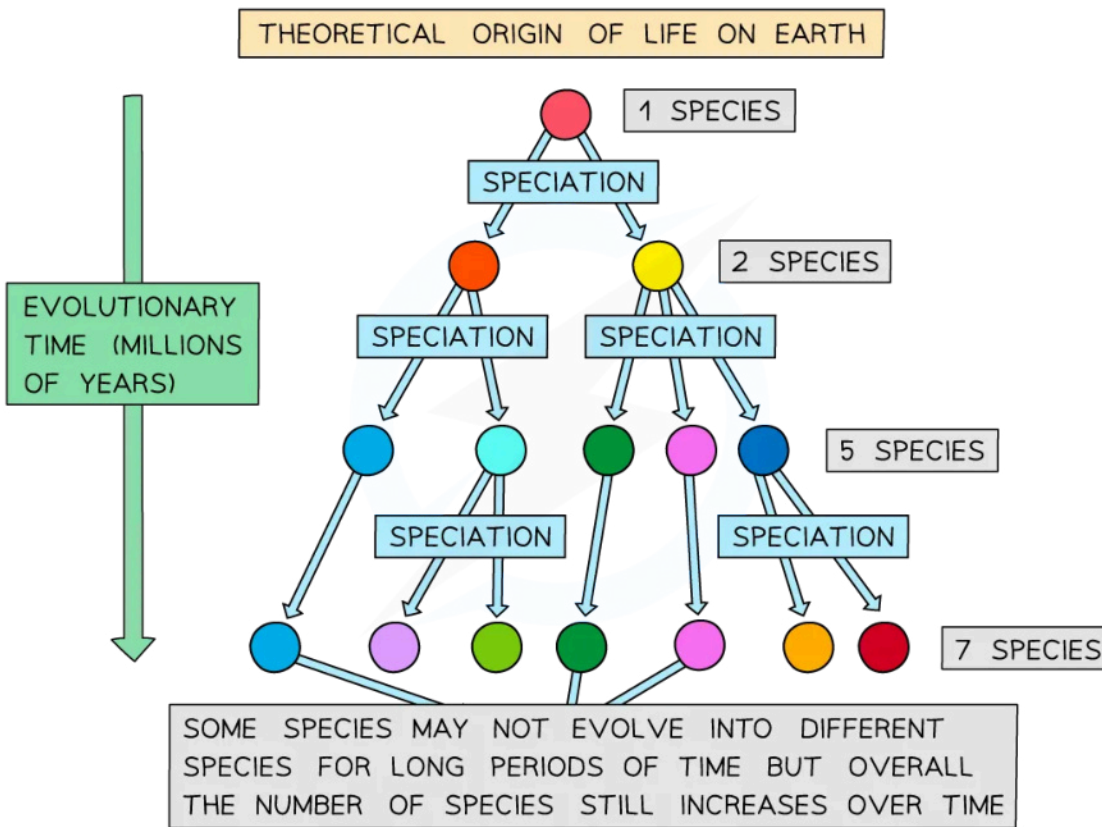 THEORETICAL ORIGIN OF LIFE ON EARTH
1 SPECIES
SPECIATION
2 SPECIES
EVOLUTIONARY
TIME (MILLIONS
OF YEARS)
SPECIATION
SPECIATION
5 SPECIES
SPECIATION
SPECIATION
7 SPECIES
SOME SPECIES MAY NOT EVOLVE INTO DIFFERENT
SPECIES FOR LONG PERIODS OF TIME BUT OVERALL
THE NUMBER OF SPECIES STILL INCREASES OVER TIME